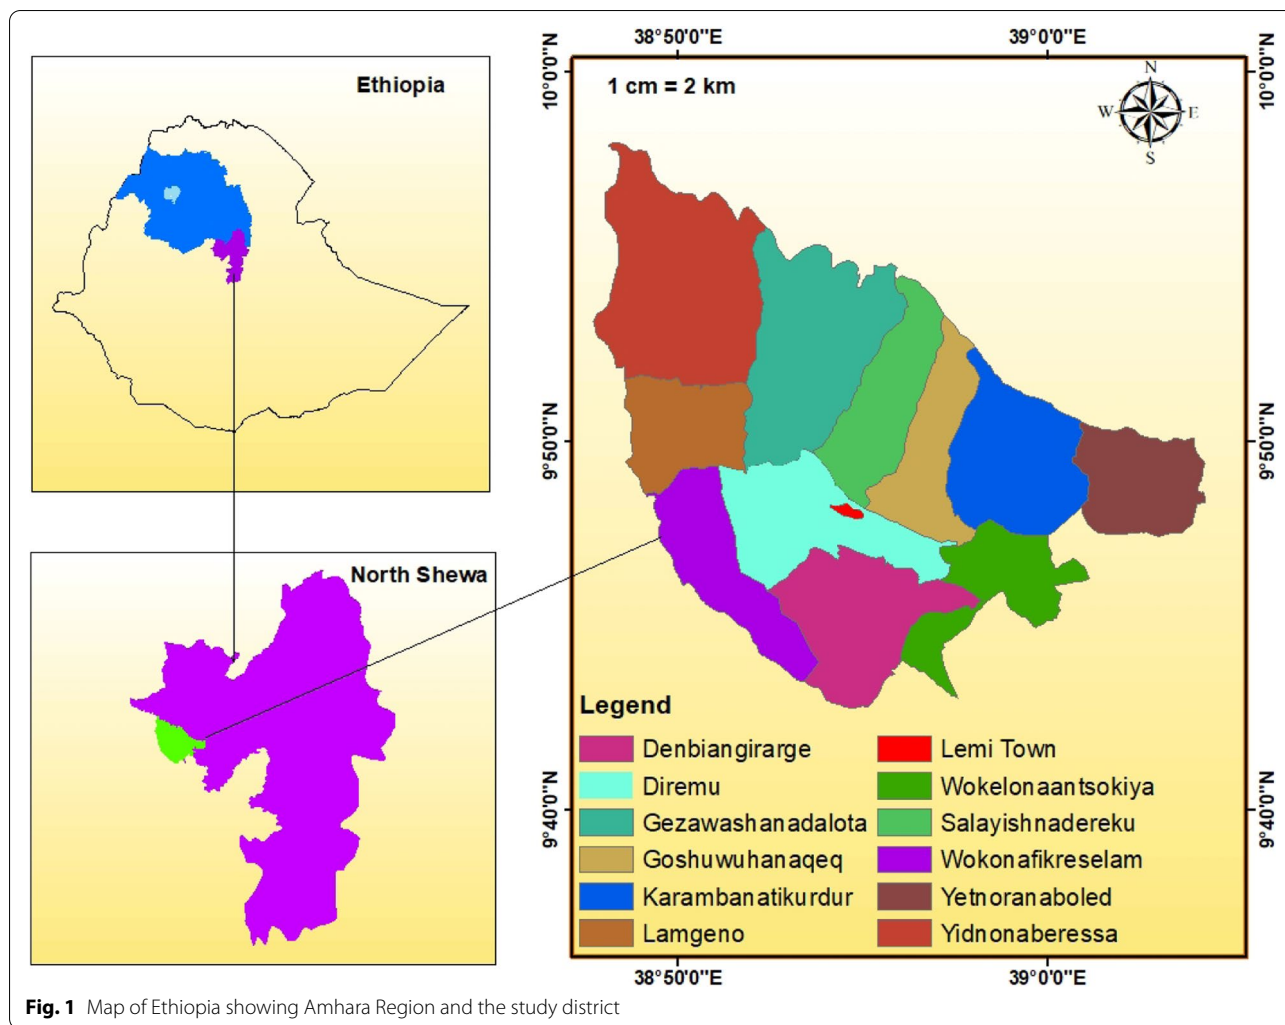 Ethiopia
North Shewa
38°50'0"E 39°0'0"E
10°0'0"N 10°0'0"N
1 cm = 2 km
N
W E
S
9°50'0"N 9°50'0"N
9°40'0"N 9°40'0"N
Legend
Denbiangirarge Lemi Town
Diremu Wokelonaantsokiya
Gezawashanadalota Salayishnadereku
Goshuwuhanaqeq Wokonafikreselam
Karambanatikurdur Yetnoranaboled
Lamgeno Yidnonaberessa
38°50'0"E 39°0'0"E
Fig. 1 Map of Ethiopia showing Amhara Region and the study district